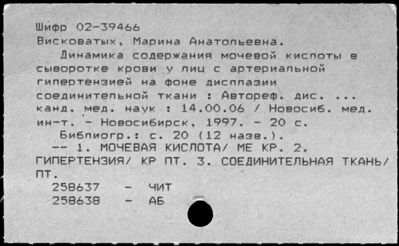 Шифр 02-39466
Висковатых, Марина Анатольевна.
Динамика содержания мочевой кислоты в
сыворотке крови у лиц с артериальной
гипертензией на фоне дисплазии
соединительной ткани : Автореф. дис. ...
канд. мед. наук : 14.00.06 / Новосиб. мед.
ин-т. - Новосибирск, 1997. - 20 с.
Библиогр.: с. 20 (12 назв.).
-- 1. МОЧЕВАЯ КИСЛОТА/ МЕ КР. 2.
ГИПЕРТЕНЗИЯ/ КР ПТ. 3. СОЕДИНИТЕЛЬНАЯ ТКАНЬ/
ПТ.
258637 - ЧИТ
258638 - АБ